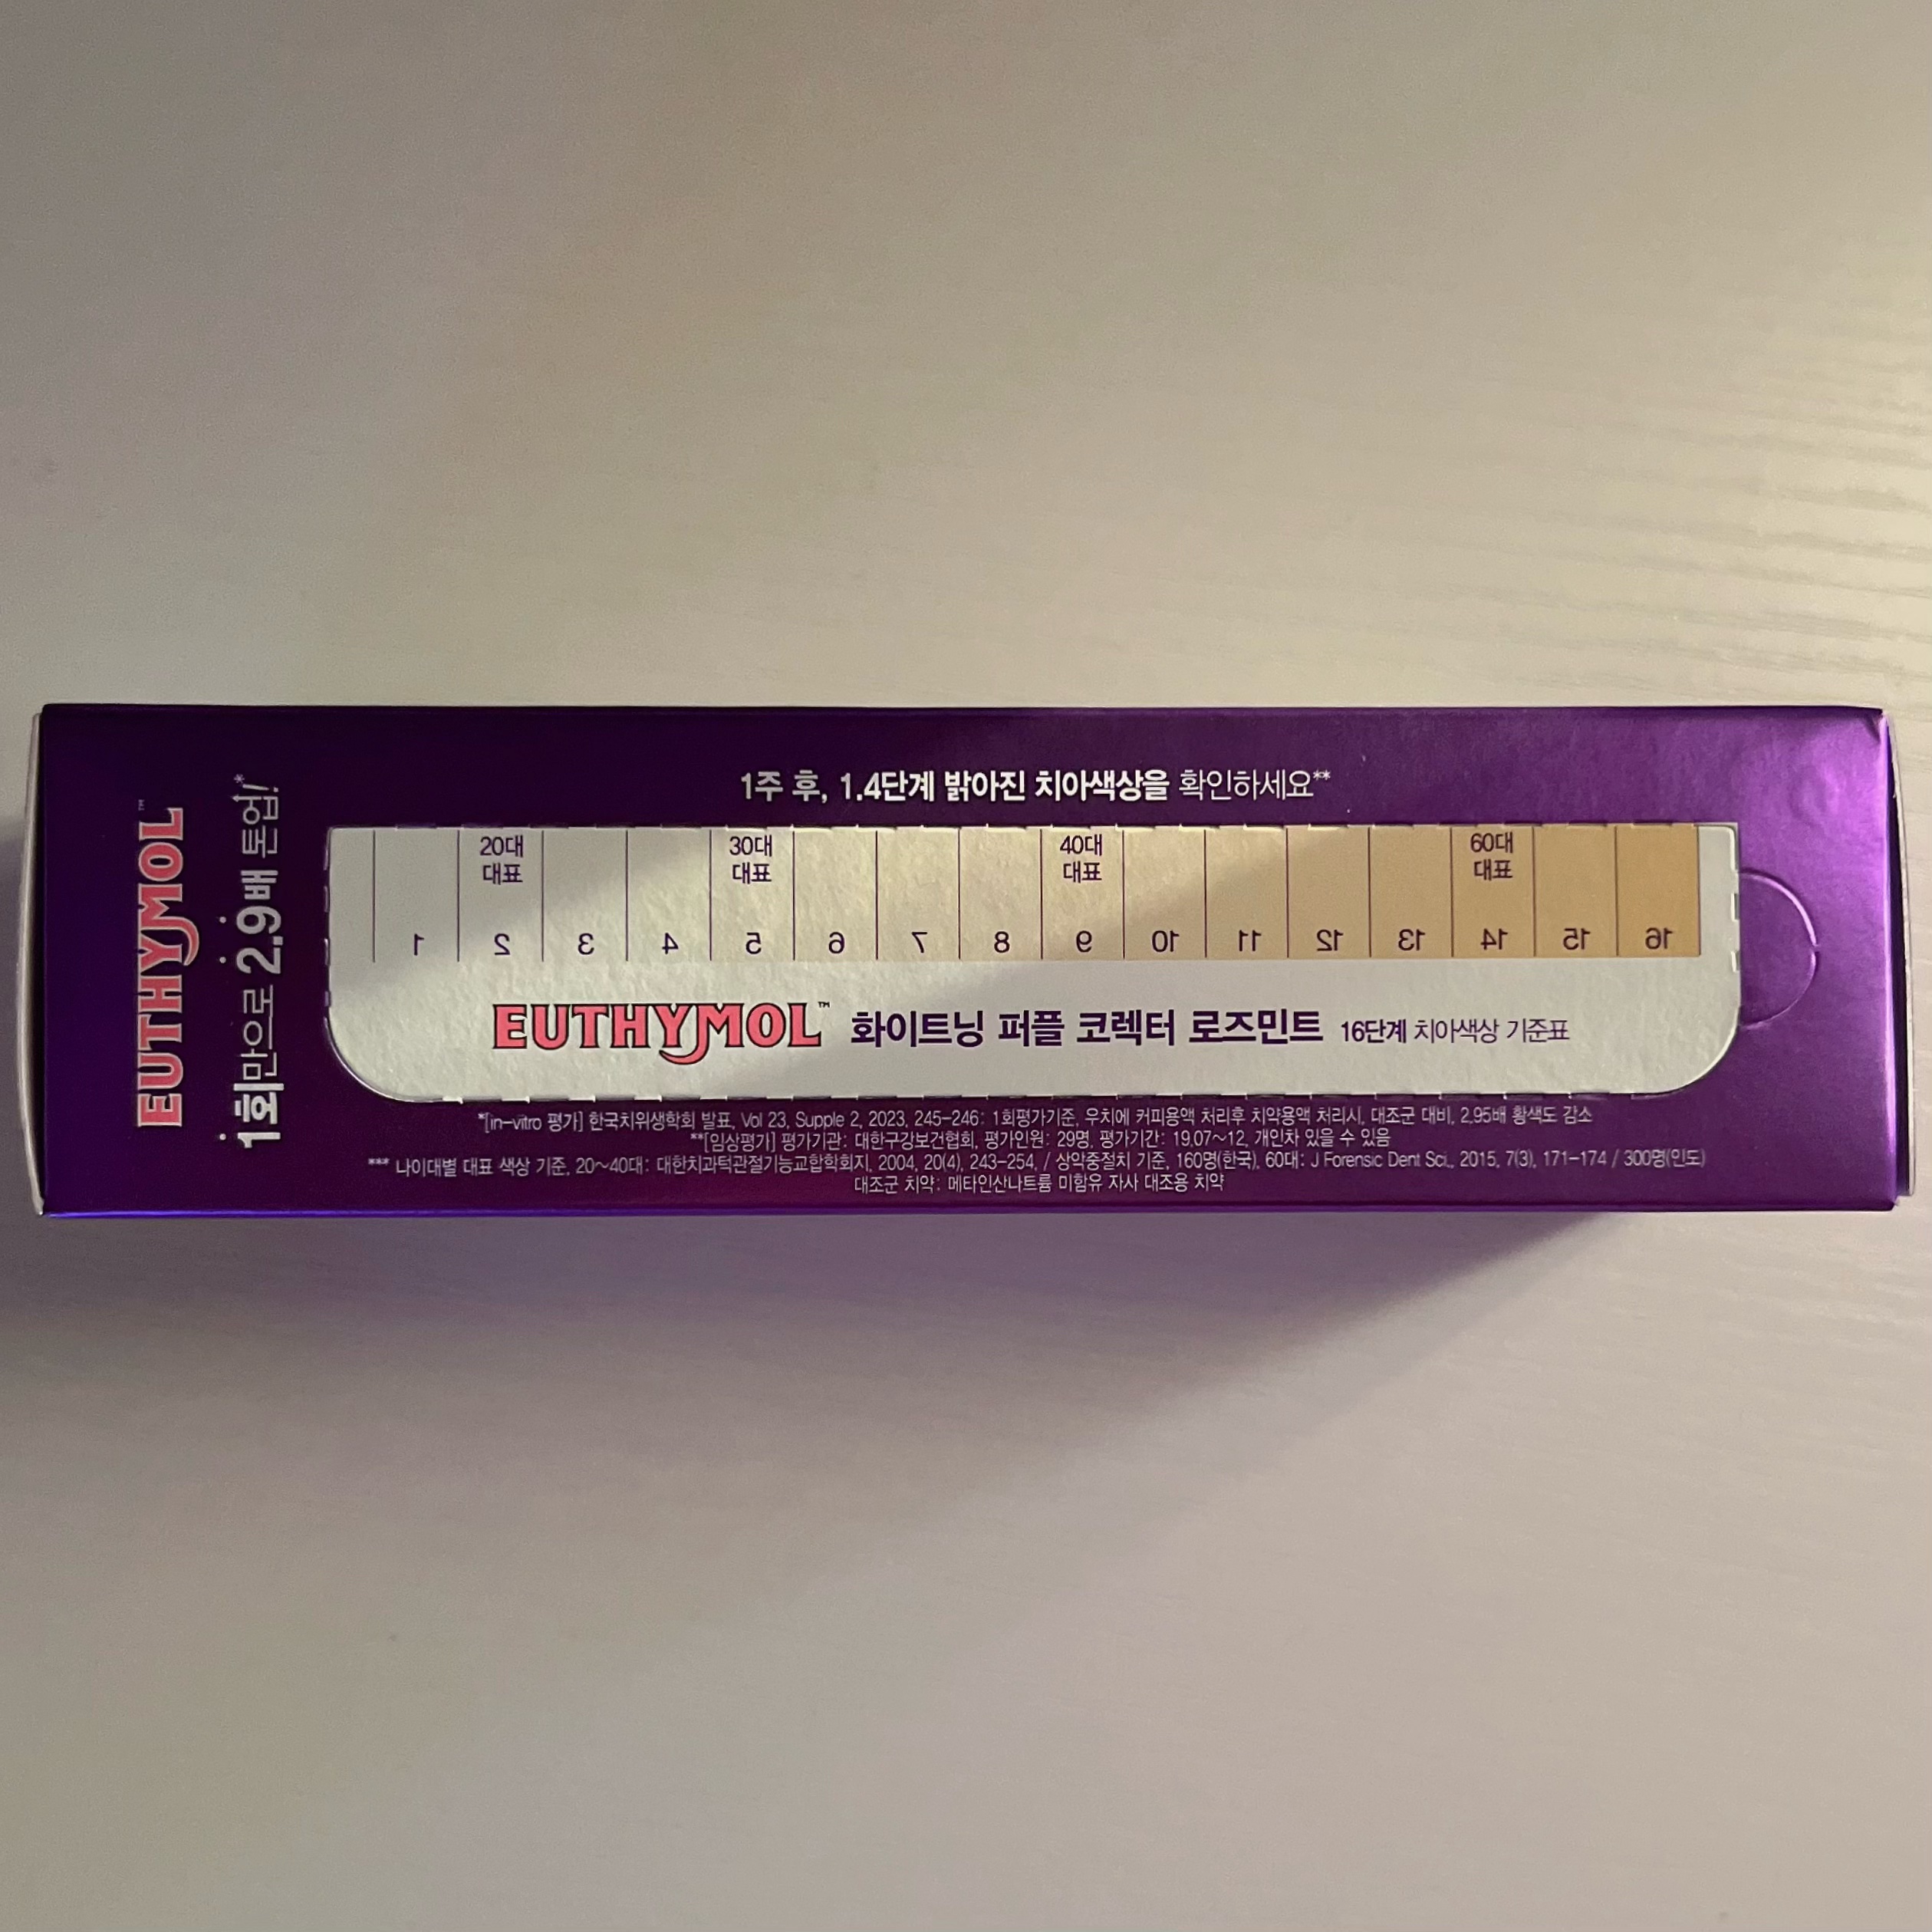 EUTHYMOL™
1회만으로 2.9배 톤업!*
1주 후, 1.4단계 밝아진 치아색상을 확인하세요**
20대 대표
30대 대표
40대 대표
60대 대표
1 2 3 4 5 6 7 8 9 10 11 12 13 14 15 16
EUTHYMOL™ 화이트닝 퍼플 코렉터 로즈민트 16단계 치아색상 기준표
*[in-vitro 평가] 한국치위생학회 발표, Vol 23, Supple 2, 2023, 245-246: 1회평가기준, 우치에 커피용액 처리후 치약용액 처리시, 대조군 대비, 2.95배 황색도 감소
**[임상평가] 평가기관: 대한구강보건협회, 평가인원: 29명, 평가기간: 19.07~12, 개인차 있을 수 있음
*** 나이대별 대표 색상 기준, 20~40대: 대한치과턱관절기능교합학회지, 2004, 20(4), 243-254, / 상악중절치 기준, 160명(한국), 60대: J Forensic Dent Sci., 2015, 7(3), 171-174 / 300명(인도)
대조군 치약: 메타인산나트륨 미함유 자사 대조용 치약